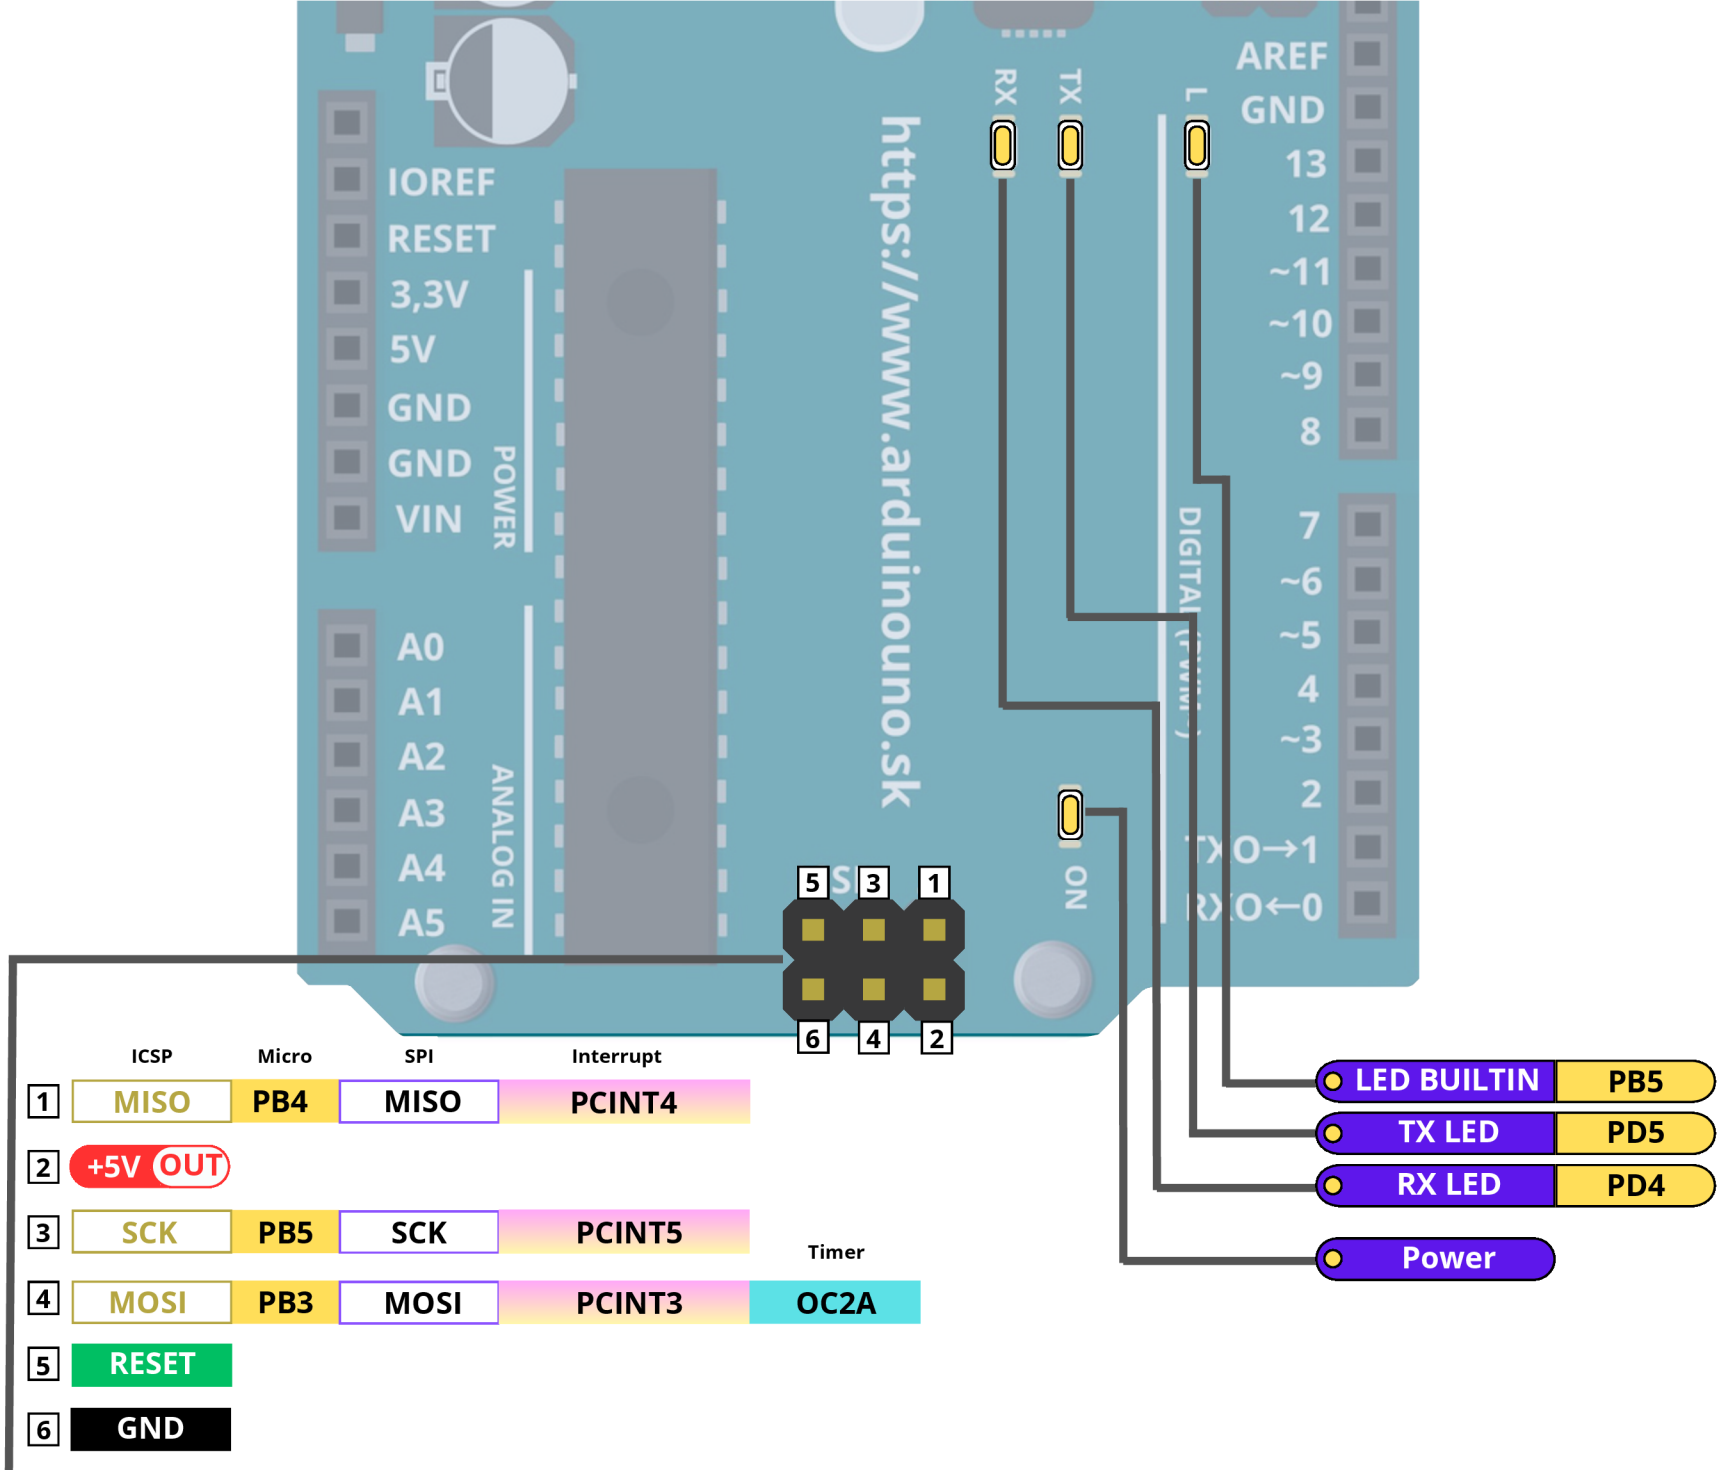 IOREF
RESET
3,3V
5V
GND
GND
VIN
POWER
A0
A1
A2
A3
A4
A5
ANALOG IN
https://www.arduinouno.sk
RX
TX
L
AREF
GND
13
12
~11
~10
~9
8
7
~6
~5
4
~3
2
TXO→1
RXO←0
DIGITAL (PWM~)
ON
5 3 1
6 4 2
ICSP Micro SPI Interrupt
1 MISO PB4 MISO PCINT4
2 +5V OUT
3 SCK PB5 SCK PCINT5
Timer
4 MOSI PB3 MOSI PCINT3 OC2A
5 RESET
6 GND
LED BUILTIN PB5
TX LED PD5
RX LED PD4
Power